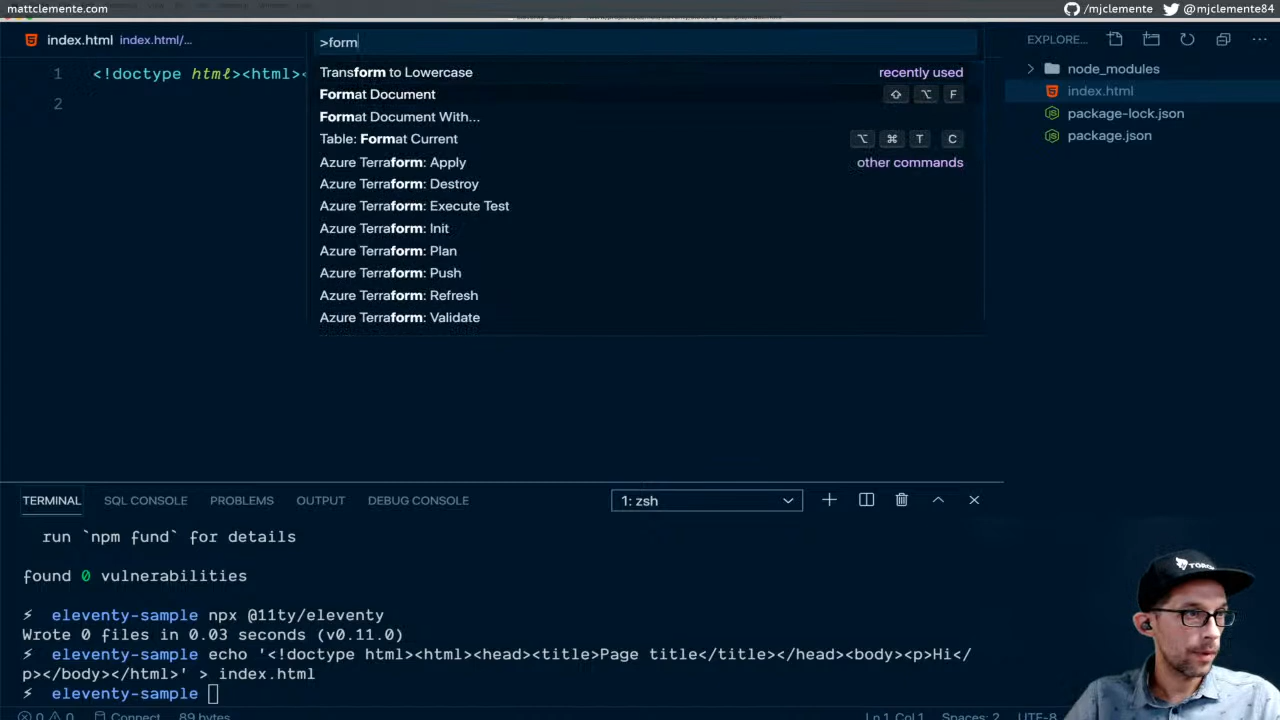 mattclemente.com
/mjclemente @mjclemente84
index.html index.html/...
>form
EXPLORE... ...
1 <!doctype html><html><
2
Transform to Lowercase recently used
Format Document ⇧ ⌥ F
Format Document With...
Table: Format Current ⌥ ⌘ T C
Azure Terraform: Apply other commands
Azure Terraform: Destroy
Azure Terraform: Execute Test
Azure Terraform: Init
Azure Terraform: Plan
Azure Terraform: Push
Azure Terraform: Refresh
Azure Terraform: Validate
node_modules
index.html
package-lock.json
package.json
TERMINAL SQL CONSOLE PROBLEMS OUTPUT DEBUG CONSOLE 1: zsh
run `npm fund` for details
found 0 vulnerabilities
⚡ eleventy-sample npx @11ty/eleventy
Wrote 0 files in 0.03 seconds (v0.11.0)
⚡ eleventy-sample echo '<!doctype html><html><head><title>Page title</title></head><body><p>Hi</
p></body></html>' > index.html
⚡ eleventy-sample
0 0 Connect 89 bytes Ln 1, Col 1 Spaces: 2 UTF-8